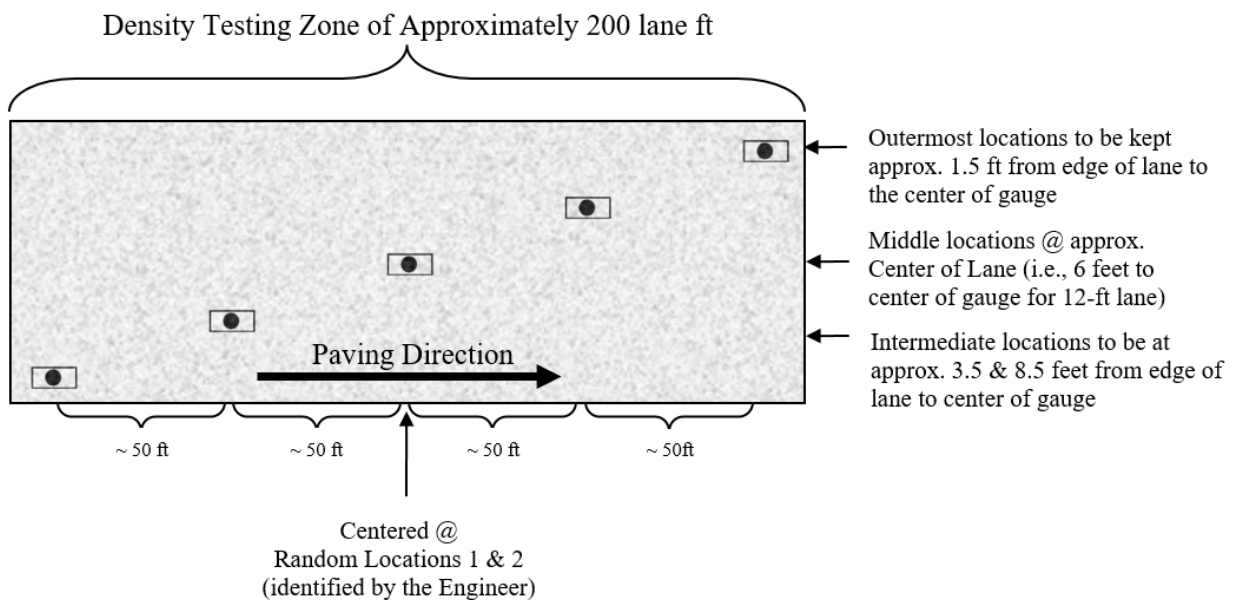 Density Testing Zone of Approximately 200 lane ft
Outermost locations to be kept
approx. 1.5 ft from edge of lane to
the center of gauge
Middle locations @ approx.
Center of Lane (i.e., 6 feet to
center of gauge for 12-ft lane)
Intermediate locations to be at
approx. 3.5 & 8.5 feet from edge of
lane to center of gauge
Paving Direction
~ 50 ft
~ 50 ft
~ 50 ft
~ 50ft
Centered @
Random Locations 1 & 2
(identified by the Engineer)